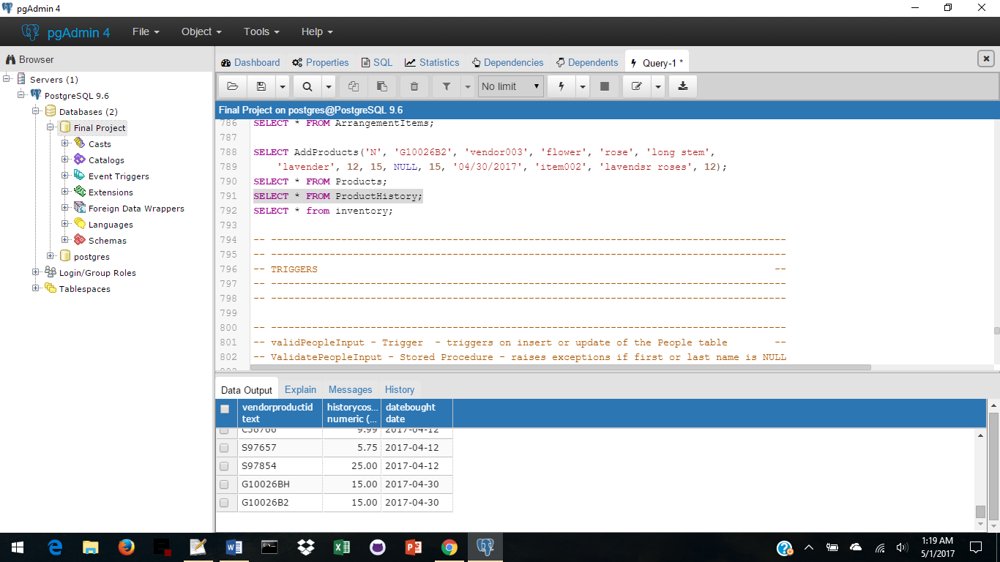 pgAdmin 4
pgAdmin 4 File Object Tools Help
Browser
Dashboard Properties SQL Statistics Dependencies Dependents Query-1 *
No limit
Servers (1)
PostgreSQL 9.6
Databases (2)
Final Project
Casts
Catalogs
Event Triggers
Extensions
Foreign Data Wrappers
Languages
Schemas
postgres
Login/Group Roles
Tablespaces
Final Project on postgres@PostgreSQL 9.6
786 SELECT * FROM ArrangementItems;
787
788 SELECT AddProducts('N', 'G10026B2', 'vendor003', 'flower', 'rose', 'long stem',
789 'lavender', 12, 15, NULL, 15, '04/30/2017', 'item002', 'lavendsr roses', 12);
790 SELECT * FROM Products;
791 SELECT * FROM ProductHistory;
792 SELECT * from inventory;
793
794 -- ----------------------------------------------------------------------------------------
795 -- ----------------------------------------------------------------------------------------
796 -- TRIGGERS --
797 -- ----------------------------------------------------------------------------------------
798 -- ----------------------------------------------------------------------------------------
799
800 -- ----------------------------------------------------------------------------------------
801 -- validPeopleInput - Trigger - triggers on insert or update of the People table --
802 -- ValidatePeopleInput - Stored Procedure - raises exceptions if first or last name is NULL
Data Output Explain Messages History
vendorproductid historycos... datebought
text numeric (... date
C56766 9.99 2017-04-12
S97657 5.75 2017-04-12
S97854 25.00 2017-04-12
G10026BH 15.00 2017-04-30
G10026B2 15.00 2017-04-30
1:19 AM
5/1/2017